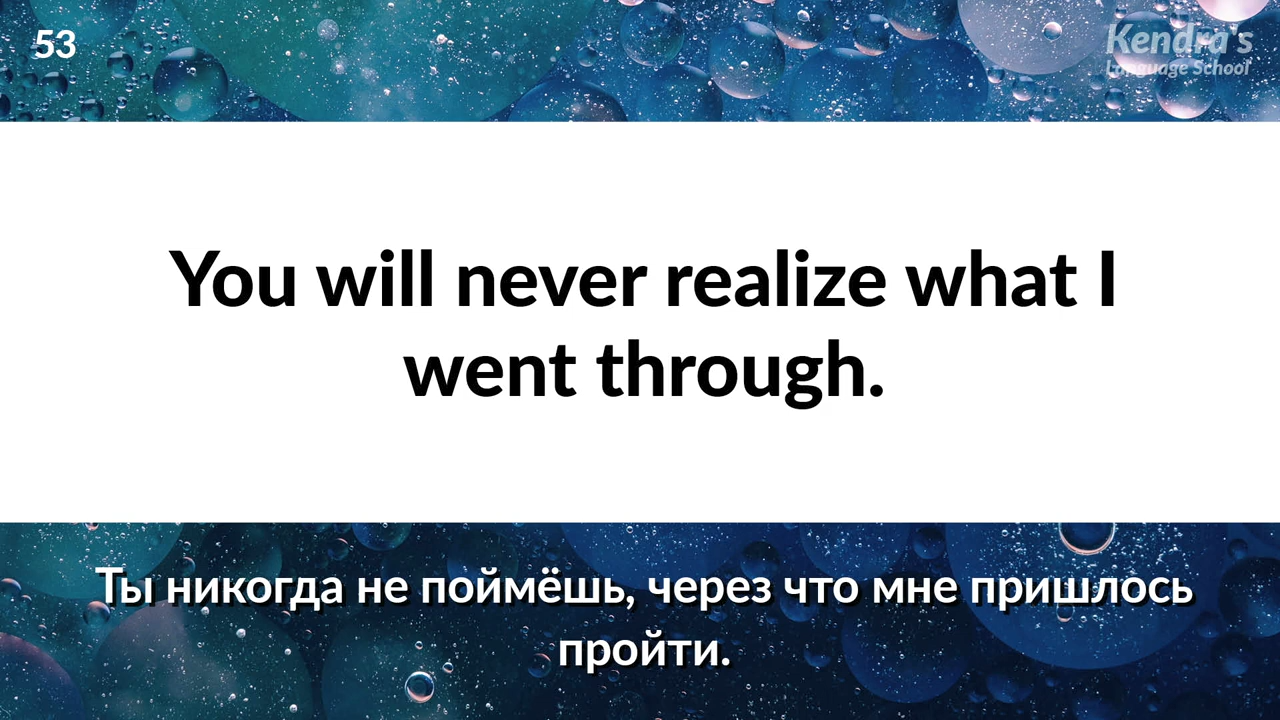 53
Kendra's
Language School
You will never realize what I
went through.
Ты никогда не поймёшь, через что мне пришлось
пройти.